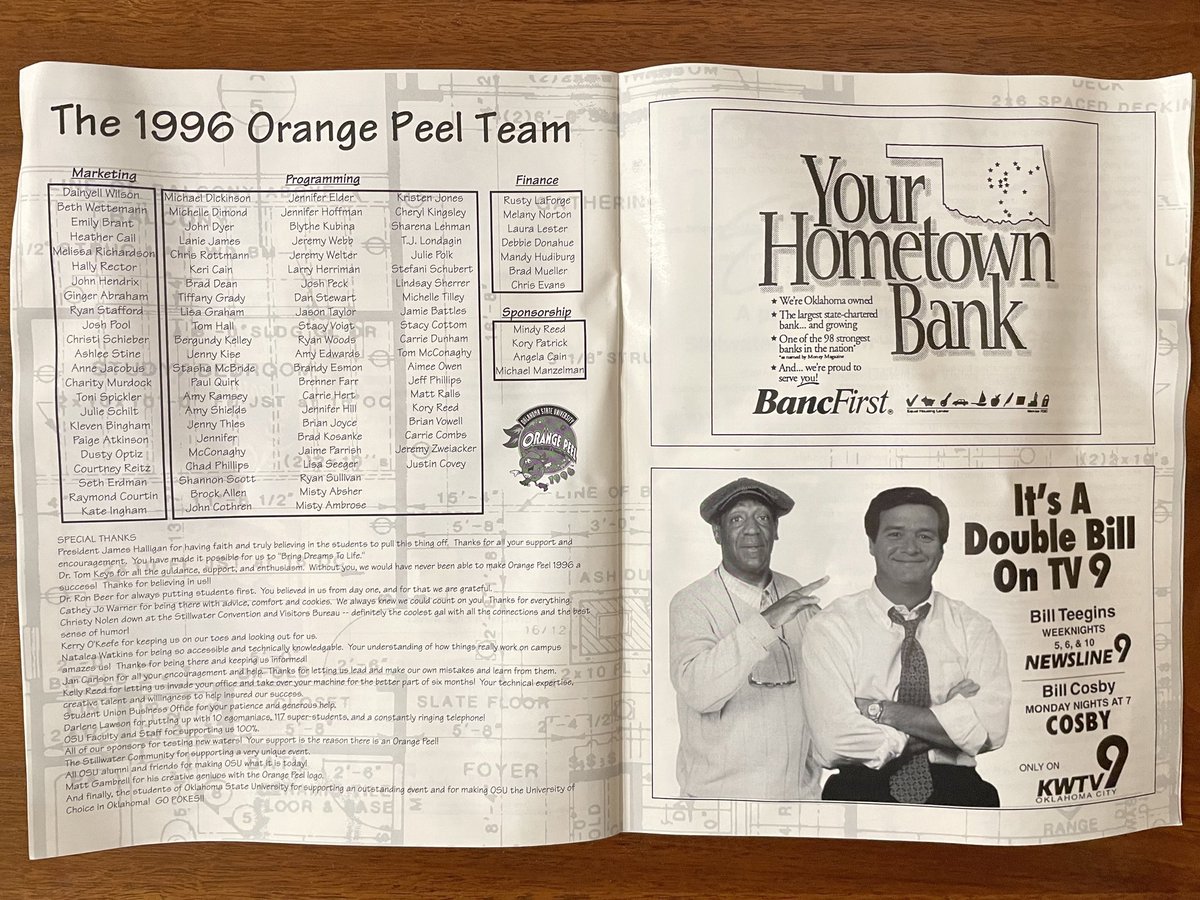 The 1996 Orange Peel Team
Marketing
Dainyell Wilson
Beth Wettemann
Emily Brant
Heather Cail
Melissa Richardson
Hally Rector
John Hendrix
Ginger Abraham
Ryan Stafford
Josh Pool
Christi Schieber
Ashlee Stine
Anne Jacobus
Charity Murdock
Toni Spickler
Julie Schilt
Kleven Bingham
Paige Atkinson
Dusty Optiz
Courtney Reitz
Seth Erdman
Raymond Courtin
Kate Ingham
Programming
Michael Dickinson
Michelle Dimond
John Dyer
Lanie James
Chris Rottmann
Keri Cain
Brad Dean
Tiffany Grady
Lisa Graham
Tom Hall
Bergundy Kelley
Jenny Kise
Stasha McBride
Paul Quirk
Amy Ramsey
Amy Shields
Jenny Thies
Jennifer
McConaghy
Chad Phillips
Shannon Scott
Brock Allen
John Cothren
Jennifer Elder
Jennifer Hoffman
Blythe Kubina
Jeremy Webb
Jeremy Welter
Larry Herriman
Josh Peck
Dan Stewart
Jason Taylor
Stacy Voigt
Ryan Woods
Amy Edwards
Brandy Esmon
Brenner Farr
Carrie Hert
Jennifer Hill
Brian Joyce
Brad Kosanke
Jaime Parrish
Lisa Seeger
Ryan Sullivan
Misty Absher
Misty Ambrose
Kristen Jones
Cheryl Kingsley
Sharena Lehman
T.J. Londagin
Julie Polk
Stefani Schubert
Lindsay Sherrer
Michelle Tilley
Jamie Battles
Stacy Cottom
Carrie Dunham
Tom McConaghy
Aimee Owen
Jeff Phillips
Matt Ralls
Kory Reed
Brian Vowell
Carrie Combs
Jeremy Zweiacker
Justin Covey
Finance
Rusty LaForge
Melany Norton
Laura Lester
Debbie Donahue
Mandy Hudiburg
Brad Mueller
Chris Evans
Sponsorship
Mindy Reed
Kory Patrick
Angela Cain
Michael Manzelman
OKLAHOMA STATE UNIVERSITY
ORANGE PEEL
1996
SPECIAL THANKS
President James Halligan for having faith and truly believing in the students to pull this thing off. Thanks for all your support and
encouragement. You have made it possible for us to "Bring Dreams To Life."
Dr. Tom Keys for all the guidance, support, and enthusiasm! Without you, we would have never been able to make Orange Peel 1996 a
success! Thanks for believing in us!!
Dr. Ron Beer for always putting students first. You believed in us from day one, and for that we are grateful.
Cathey Jo Warner for being there with advice, comfort and cookies. We always knew we could count on you! Thanks for everything.
Christy Nolen down at the Stillwater Convention and Visitors Bureau -- definitely the coolest gal with all the connections and the best
sense of humor!
Kerry O'Keefe for keeping us on our toes and looking out for us.
Natalea Watkins for being so accessible and technically knowledgable. Your understanding of how things really work on campus
amazed us! Thanks for being there and keeping us informed!
Jan Carlson for all your encouragement and help. Thanks for letting us lead and make our own mistakes and learn from them.
Kelly Reed for letting us invade your office and take over your machine for the better part of six months! Your technical expertise,
creative talent and willingness to help insured our success.
Student Union Business Office for your patience and generous help.
Darlene Lawson for putting up with 10 egomaniacs, 117 super-students, and a constantly ringing telephone!
OSU Faculty and Staff for supporting us 100%.
All of our sponsors for testing new waters! Your support is the reason there is an Orange Peel!
The Stillwater Community for supporting a very unique event.
All OSU alumni and friends for making OSU what it is today!
Matt Gambrell for his creative genious with the Orange Peel logo.
And finally, the students of Oklahoma State University for supporting an outstanding event and for making OSU the University of
Choice In Oklahoma! GO POKES!
Your
Hometown
Bank
★ We're Oklahoma owned
★ The largest state-chartered
bank... and growing
★ One of the 98 strongest
banks in the nation*
*as named by Money Magazine
★ And... we're proud to
serve you!
BancFirst®
Equal Housing Lender
Member FDIC
It's A
Double Bill
On TV 9
Bill Teegins
WEEKNIGHTS
5, 6, & 10
NEWSLINE 9
Bill Cosby
MONDAY NIGHTS AT 7
COSBY
ONLY ON
KWTV 9
OKLAHOMA CITY
2x6 SPACED DECKIN
DECK
SLATE FLOOR
FOYER
RANGE